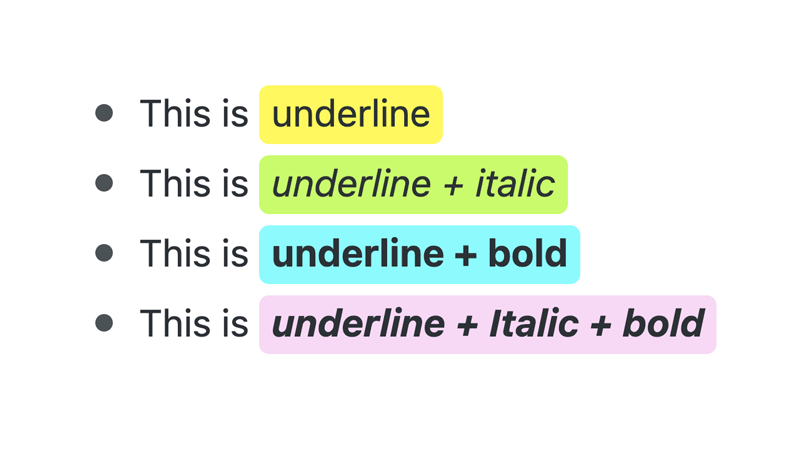 This is underline
This is underline + italic
This is underline + bold
This is underline + Italic + bold